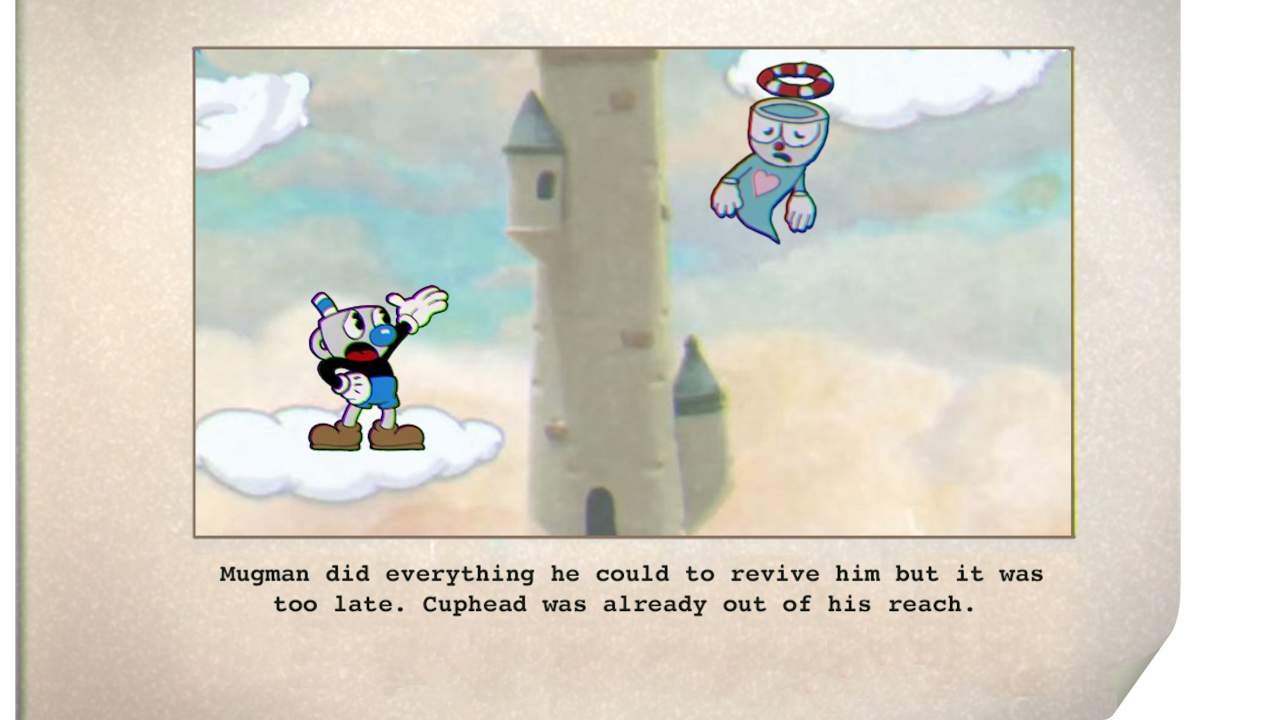 Mugman did everything he could to revive him but it was
too late. Cuphead was already out of his reach.